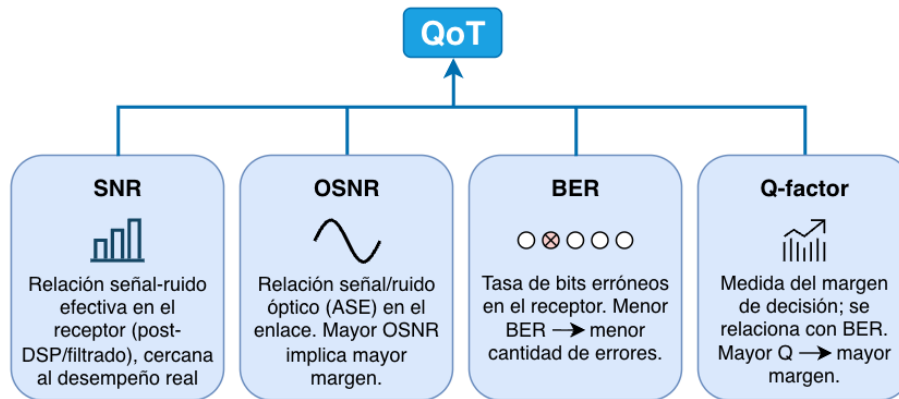 QoT
SNR
Relación señal-ruido
efectiva en el
receptor (post-
DSP/filtrado), cercana
al desempeño real
OSNR
Relación señal/ruido
óptico (ASE) en el
enlace. Mayor OSNR
implica mayor
margen.
BER
Tasa de bits erróneos
en el receptor. Menor
BER → menor
cantidad de errores.
Q-factor
Medida del margen
de decisión; se
relaciona con BER.
Mayor Q → mayor
margen.